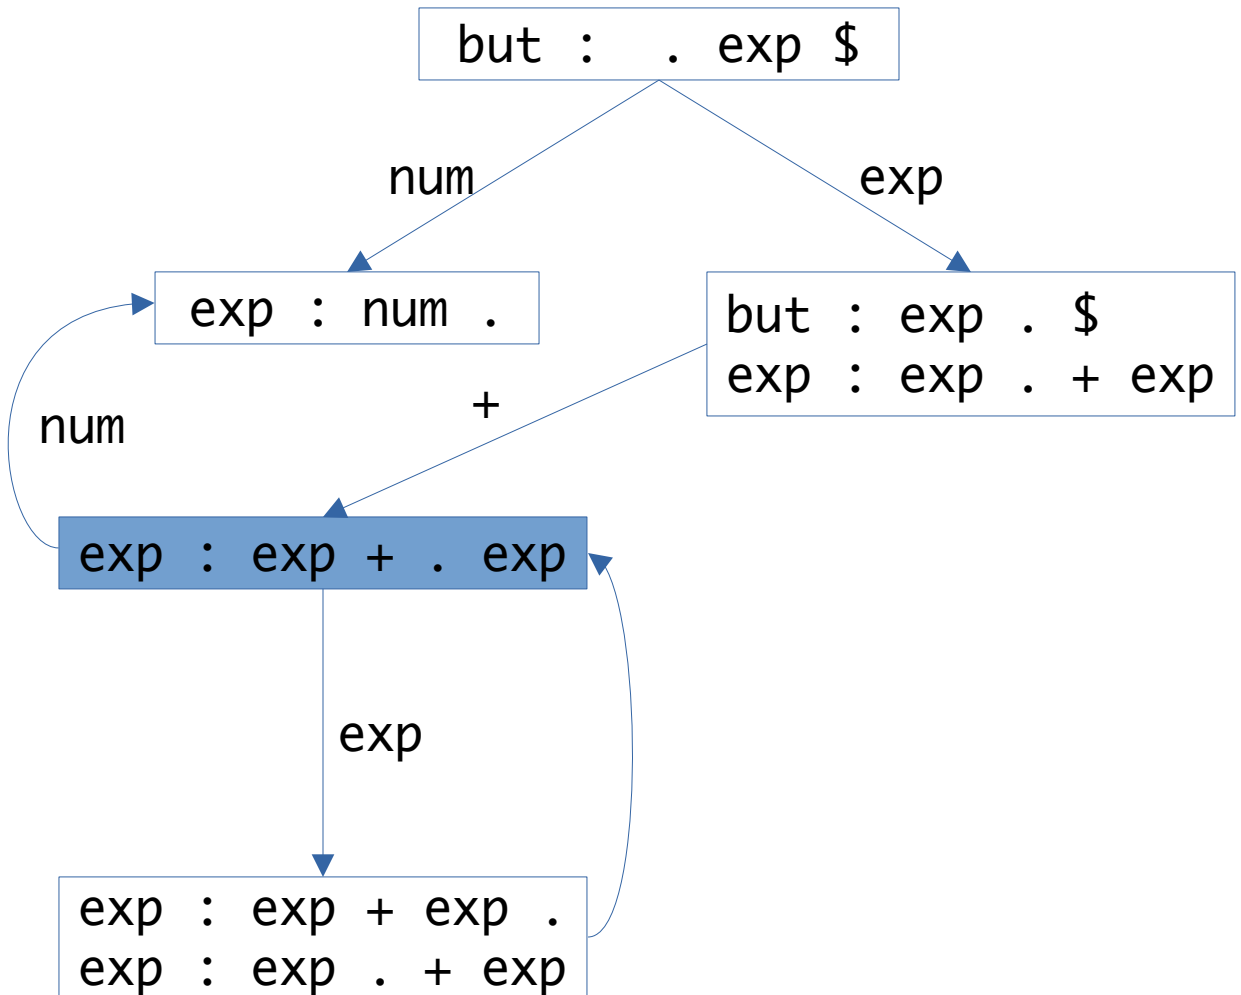 but :  . exp $
num
exp
exp : num .
but : exp . $
exp : exp . + exp
+
num
exp : exp + . exp
exp
exp : exp + exp .
exp : exp . + exp